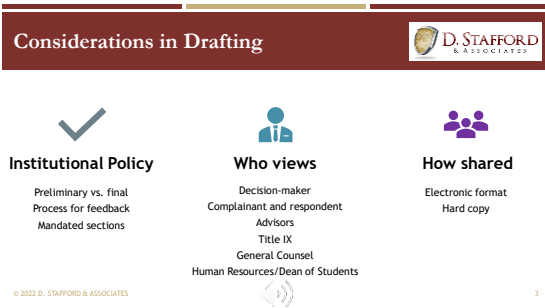 Considerations in Drafting
D. STAFFORD
& ASSOCIATES
Institutional Policy
Preliminary vs. final
Process for feedback
Mandated sections
Who views
Decision-maker
Complainant and respondent
Advisors
Title IX
General Counsel
Human Resources/Dean of Students
How shared
Electronic format
Hard copy
© 2022 D. STAFFORD & ASSOCIATES
3